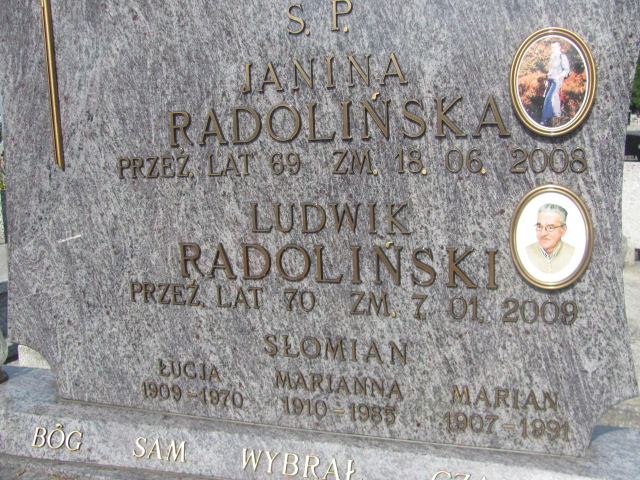 Ś. P.
JANINA
RADOLIŃSKA
PRZEŻ. LAT 89 ZM. 18. 06. 2008
LUDWIK
RADOLIŃSKI
PRZEŻ. LAT 70 ZM. 7. 01. 2009
SŁOMIAN
ŁUCJA MARIANNA MARIAN
1909-1970 1910-1985 1907-1991
BÓG SAM WYBRAŁ